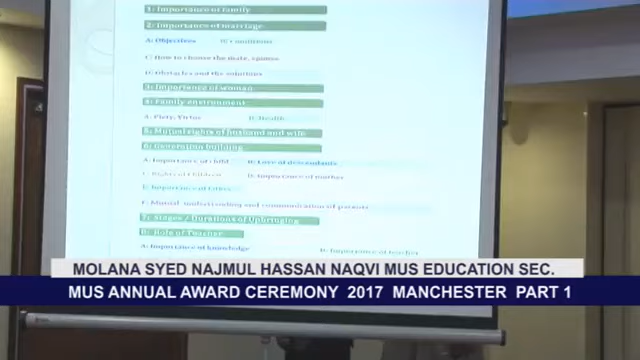 1: Importance of family
2: Importance of marriage
A: Objectives B: Conditions
C: How to choose the mate, spouse
D: Obstacles and the solutions
3: Importance of woman
4: Family environment
A: Piety, Virtue B: Health
5: Mutual rights of husband and wife
6: Generation building
A: Importance of child B: Love of descendants
C: Rights of children D: Importance of mother
E: Importance of father
F: Mutual understanding and communication of parents
7: Stages / Durations of Upbringing
8: Role of Teacher
A: Importance of knowledge B: Importance of teacher
MOLANA SYED NAJMUL HASSAN NAQVI MUS EDUCATION SEC.
MUS ANNUAL AWARD CEREMONY 2017 MANCHESTER PART 1